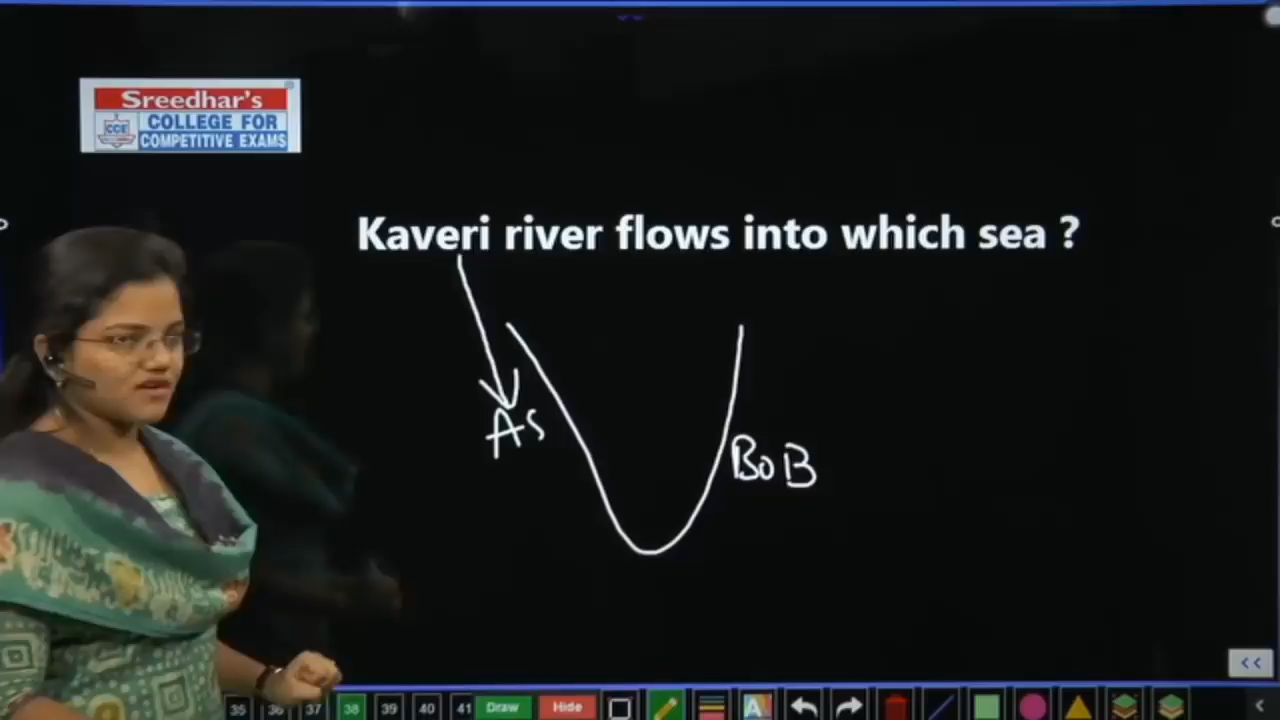 Sreedhar's
CCE
COLLEGE FOR
COMPETITIVE EXAMS
Kaveri river flows into which sea ?
AS
BOB
<<
35 36 37 38 39 40 41 Draw Hide A